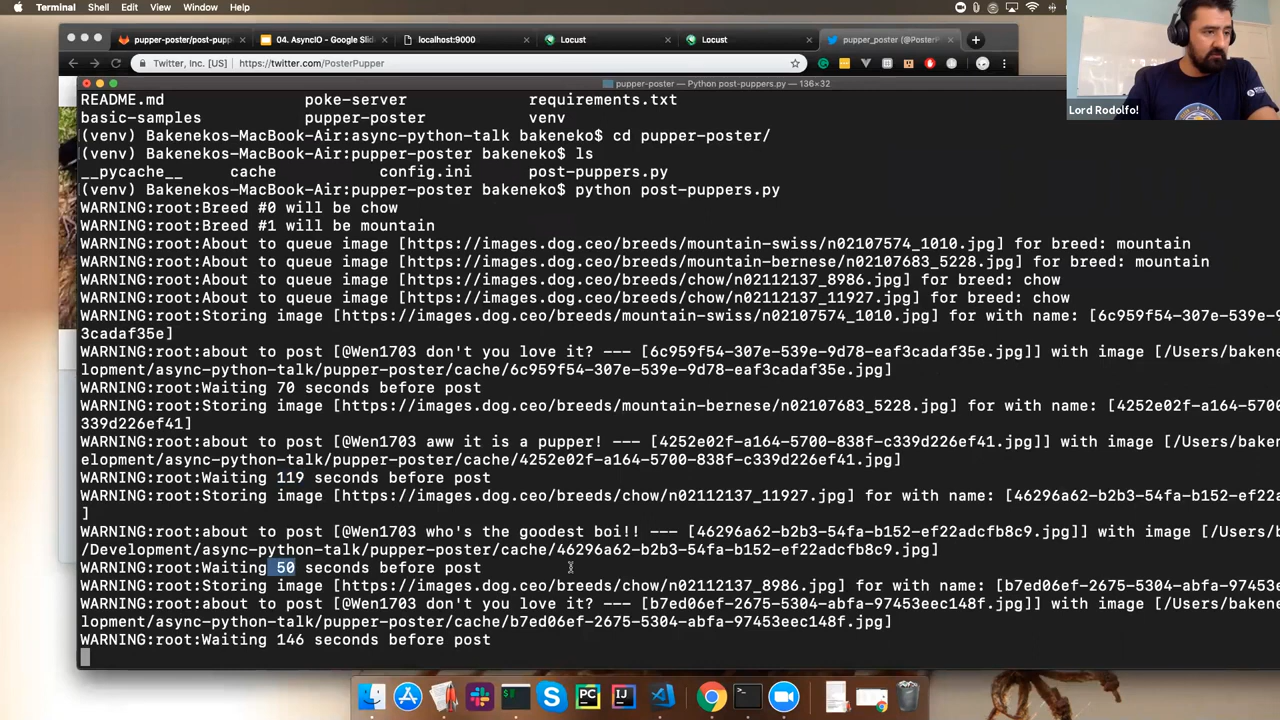 Terminal Shell Edit View Window Help
pupper-poster/post-pup
04. AsyncIO - Google Slid
localhost:9000
Locust
Locust
pupper_poster (@Poster
Twitter, Inc. [US] https://twitter.com/PosterPupper
Lord Rodolfo!
pupper-poster — Python post-puppers.py — 136×32
README.md poke-server requirements.txt
basic-samples pupper-poster venv
(venv) Bakenekos-MacBook-Air:async-python-talk bakeneko$ cd pupper-poster/
(venv) Bakenekos-MacBook-Air:pupper-poster bakeneko$ ls
__pycache__ cache config.ini post-puppers.py
(venv) Bakenekos-MacBook-Air:pupper-poster bakeneko$ python post-puppers.py
WARNING:root:Breed #0 will be chow
WARNING:root:Breed #1 will be mountain
WARNING:root:About to queue image [https://images.dog.ceo/breeds/mountain-swiss/n02107574_1010.jpg] for breed: mountain
WARNING:root:About to queue image [https://images.dog.ceo/breeds/mountain-bernese/n02107683_5228.jpg] for breed: mountain
WARNING:root:About to queue image [https://images.dog.ceo/breeds/chow/n02112137_8986.jpg] for breed: chow
WARNING:root:About to queue image [https://images.dog.ceo/breeds/chow/n02112137_11927.jpg] for breed: chow
WARNING:root:Storing image [https://images.dog.ceo/breeds/mountain-swiss/n02107574_1010.jpg] for with name: [6c959f54-307e-539e-9
3cadaf35e]
WARNING:root:about to post [@Wen1703 don't you love it? --- [6c959f54-307e-539e-9d78-eaf3cadaf35e.jpg]] with image [/Users/baken
lopment/async-python-talk/pupper-poster/cache/6c959f54-307e-539e-9d78-eaf3cadaf35e.jpg]
WARNING:root:Waiting 70 seconds before post
WARNING:root:Storing image [https://images.dog.ceo/breeds/mountain-bernese/n02107683_5228.jpg] for with name: [4252e02f-a164-5700
339d226ef41]
WARNING:root:about to post [@Wen1703 aww it is a pupper! --- [4252e02f-a164-5700-838f-c339d226ef41.jpg]] with image [/Users/bake
elopment/async-python-talk/pupper-poster/cache/4252e02f-a164-5700-838f-c339d226ef41.jpg]
WARNING:root:Waiting 119 seconds before post
WARNING:root:Storing image [https://images.dog.ceo/breeds/chow/n02112137_11927.jpg] for with name: [46296a62-b2b3-54fa-b152-ef22a
]
WARNING:root:about to post [@Wen1703 who's the goodest boi!! --- [46296a62-b2b3-54fa-b152-ef22adcfb8c9.jpg]] with image [/Users/b
/Development/async-python-talk/pupper-poster/cache/46296a62-b2b3-54fa-b152-ef22adcfb8c9.jpg]
WARNING:root:Waiting 50 seconds before post
WARNING:root:Storing image [https://images.dog.ceo/breeds/chow/n02112137_8986.jpg] for with name: [b7ed06ef-2675-5304-abfa-97453
WARNING:root:about to post [@Wen1703 don't you love it? --- [b7ed06ef-2675-5304-abfa-97453eec148f.jpg]] with image [/Users/baken
lopment/async-python-talk/pupper-poster/cache/b7ed06ef-2675-5304-abfa-97453eec148f.jpg]
WARNING:root:Waiting 146 seconds before post